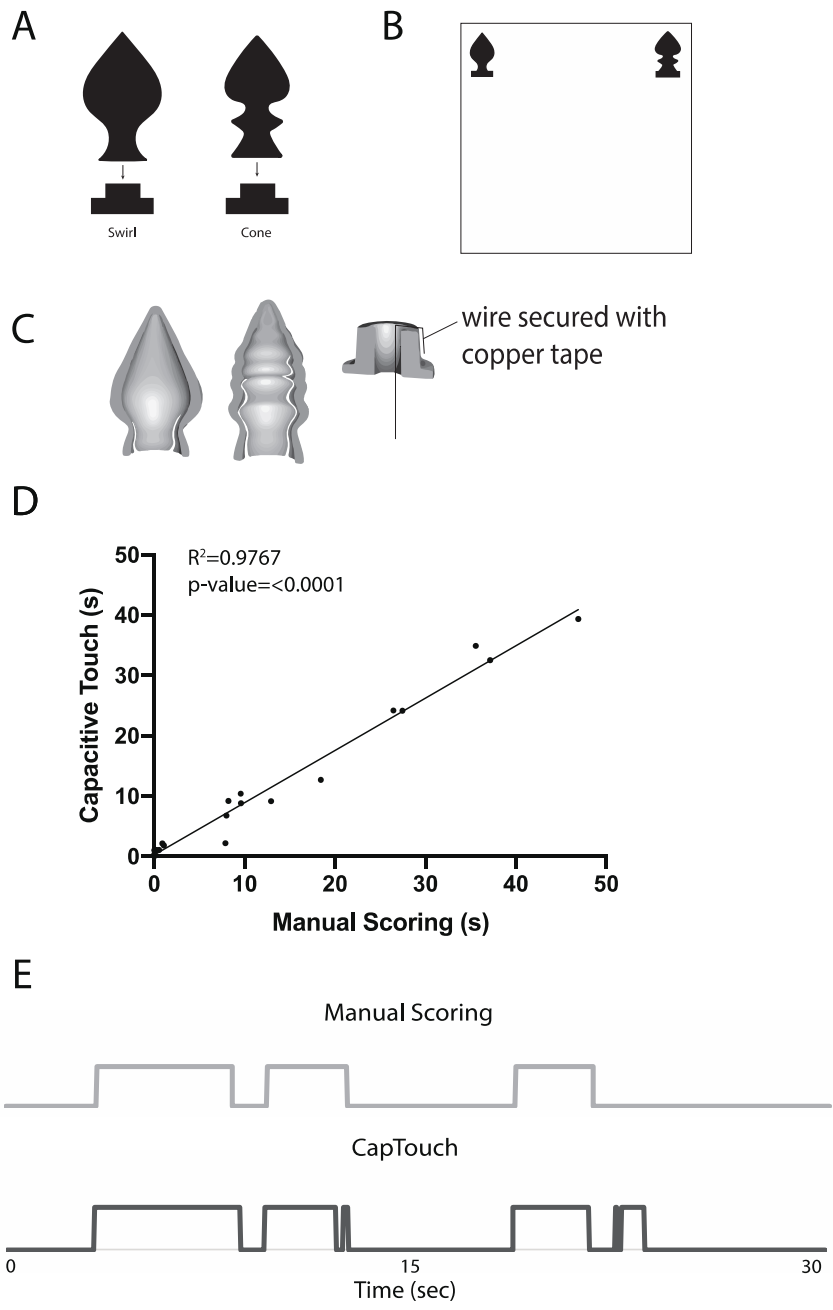 A
B
Swirl
Cone
C
wire secured with
copper tape
D
R²=0.9767
p-value=<0.0001
Capacitive Touch (s)
50
40
30
20
10
0
0 10 20 30 40 50
Manual Scoring (s)
E
Manual Scoring
CapTouch
0 15 30
Time (sec)